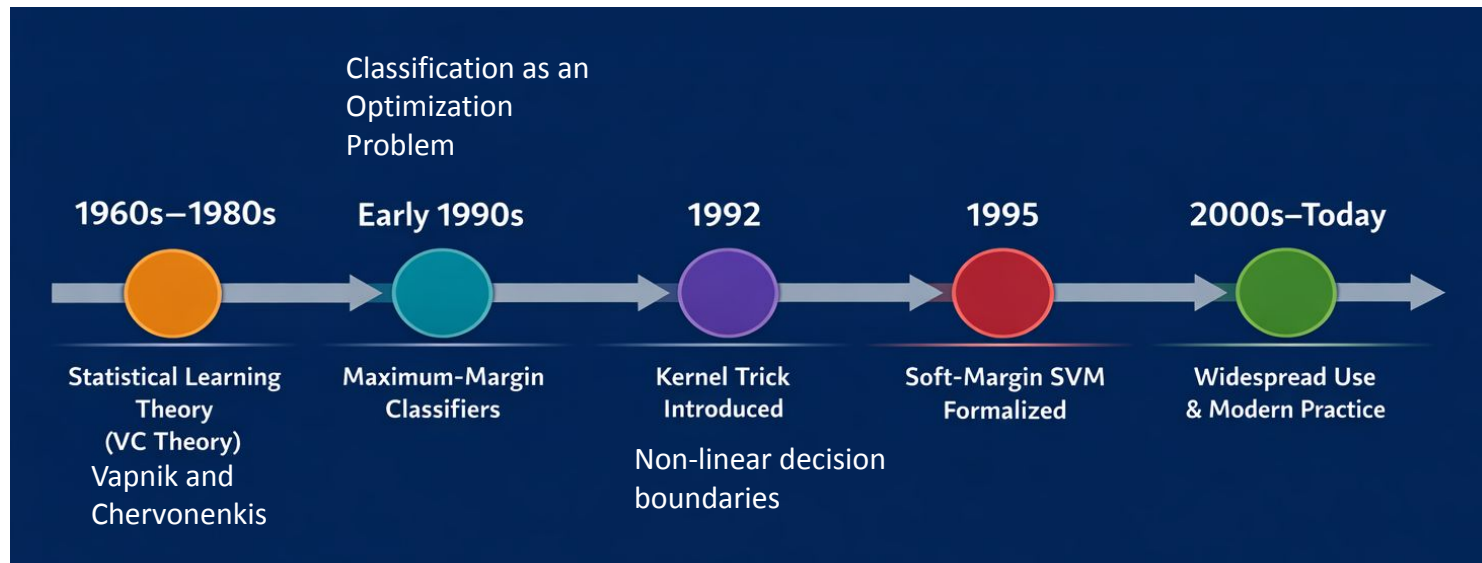 Classification as an
Optimization
Problem
1960s–1980s
Early 1990s
1992
1995
2000s–Today
Statistical Learning
Theory
(VC Theory)
Vapnik and
Chervonenkis
Maximum-Margin
Classifiers
Kernel Trick
Introduced
Non-linear decision
boundaries
Soft-Margin SVM
Formalized
Widespread Use
& Modern Practice